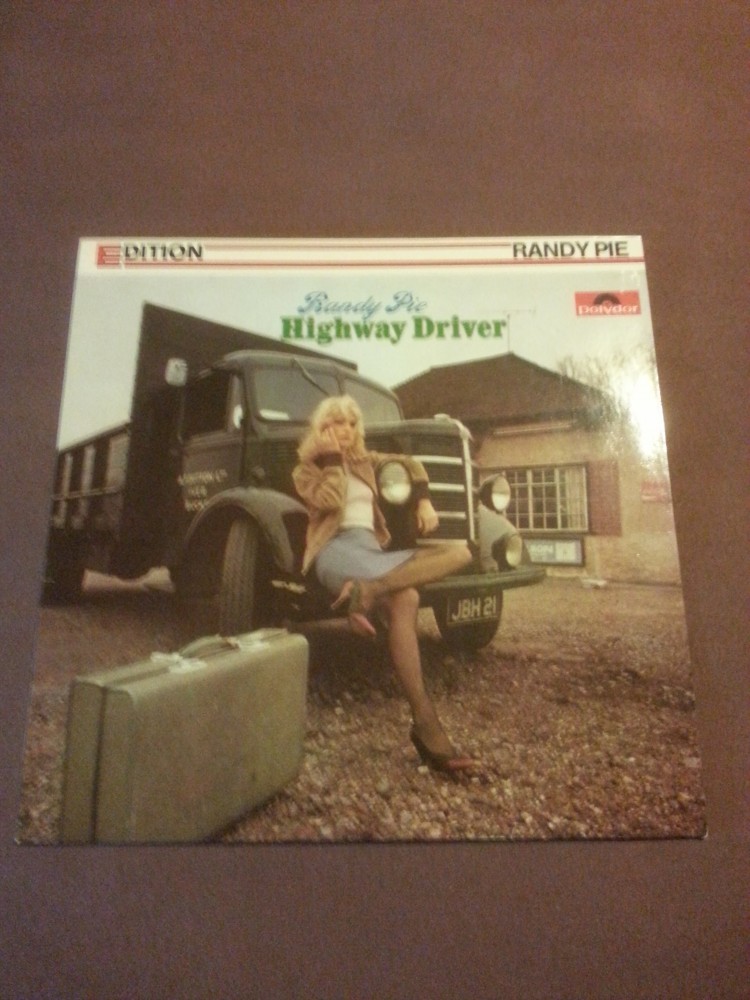 EDITION
RANDY PIE
Randy Pie
Highway Driver
polydor
JBH 21